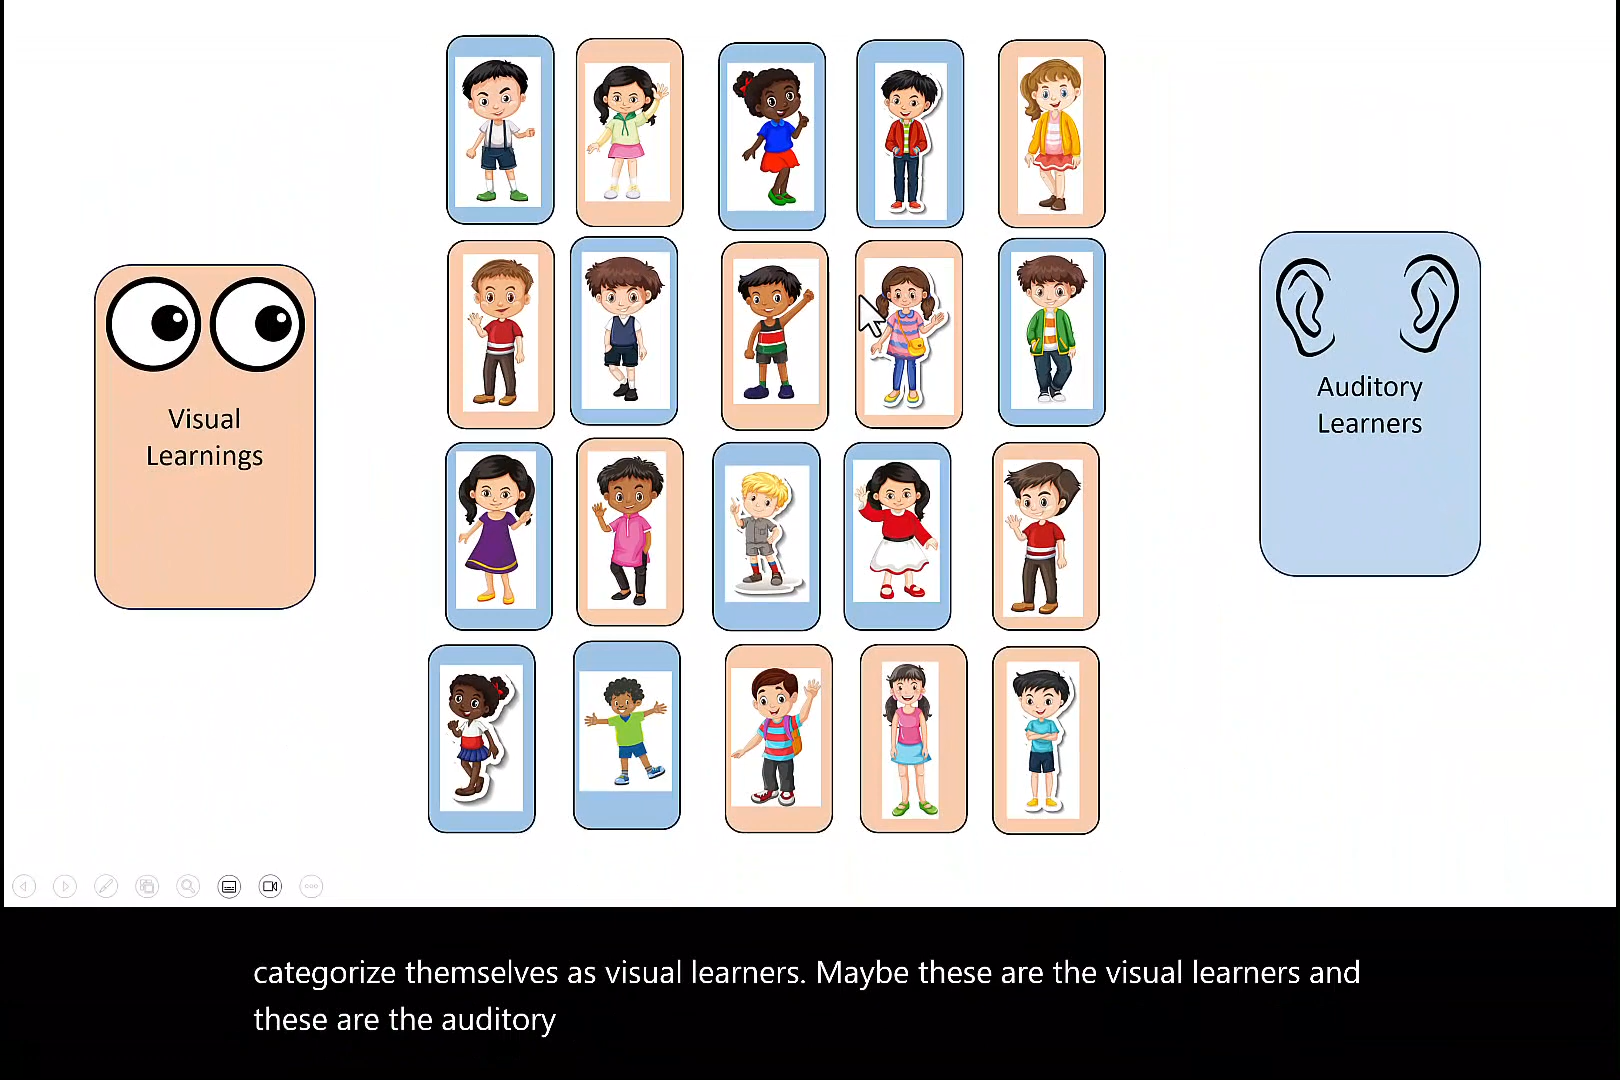 Visual
Learnings
Auditory
Learners
categorize themselves as visual learners. Maybe these are the visual learners and
these are the auditory